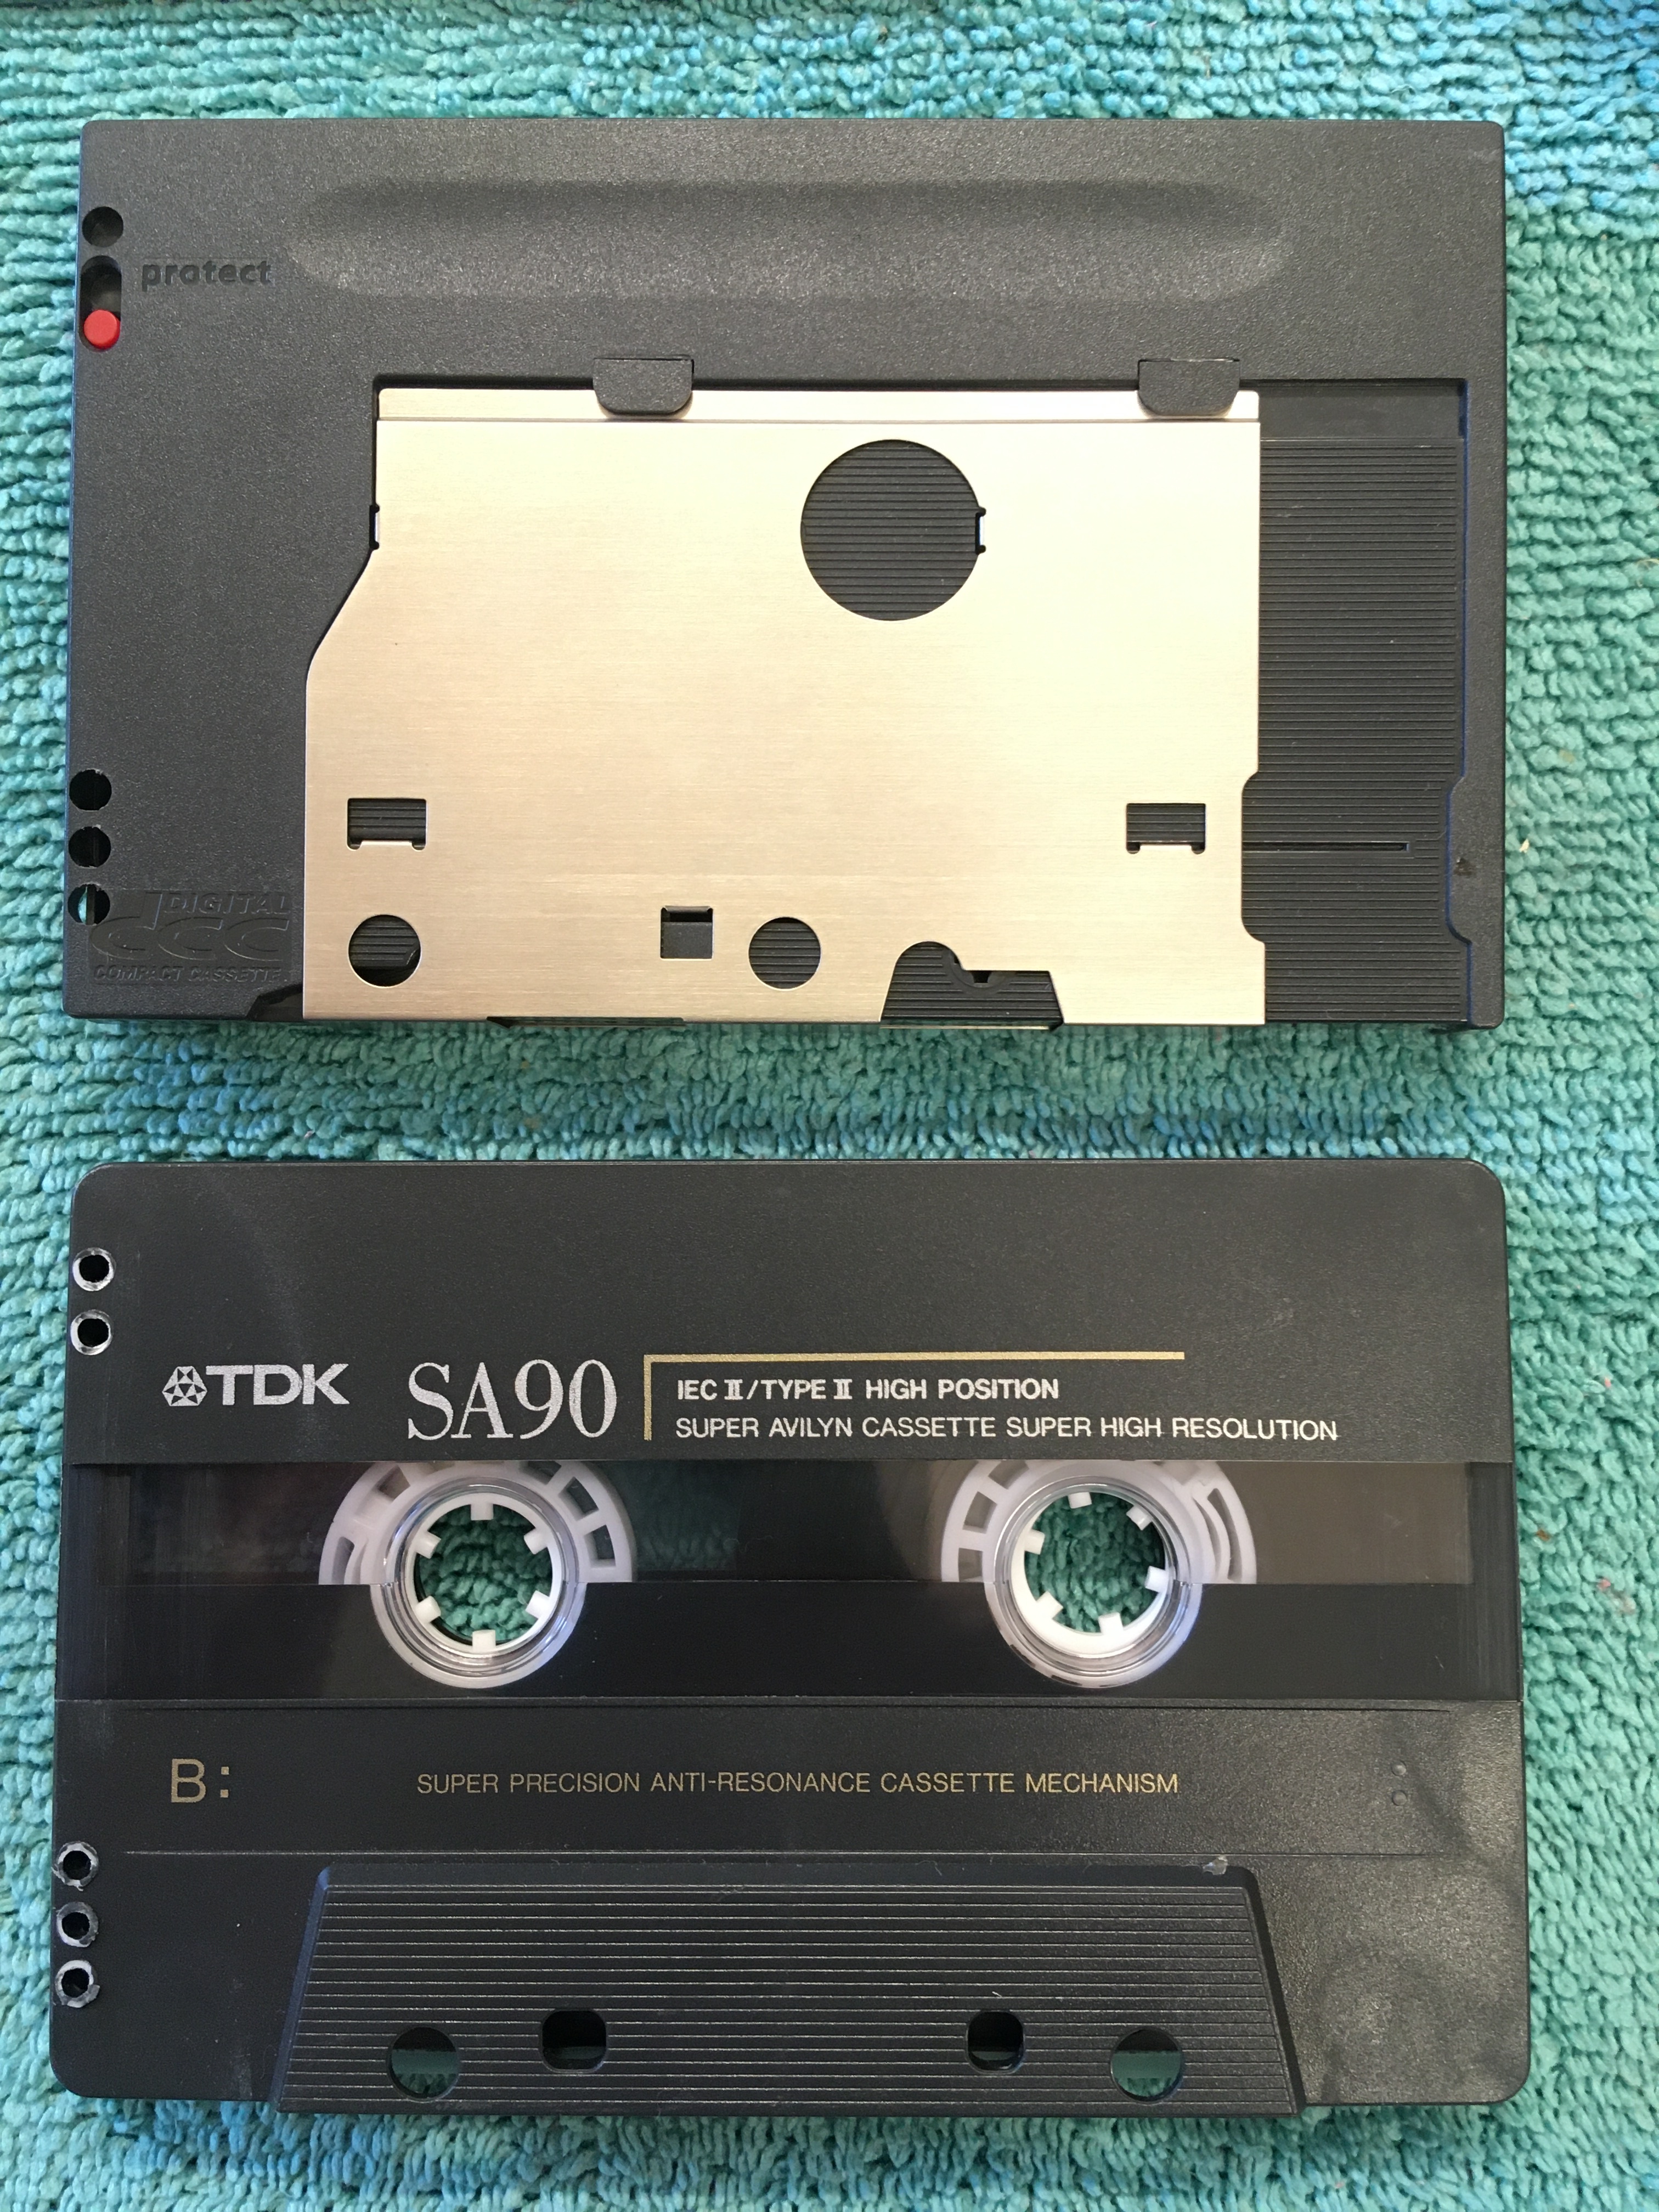 protect
DIGITAL
dcc
COMPACT CASSETTE
TDK SA90
IEC II/TYPE II HIGH POSITION
SUPER AVILYN CASSETTE SUPER HIGH RESOLUTION
B: SUPER PRECISION ANTI-RESONANCE CASSETTE MECHANISM